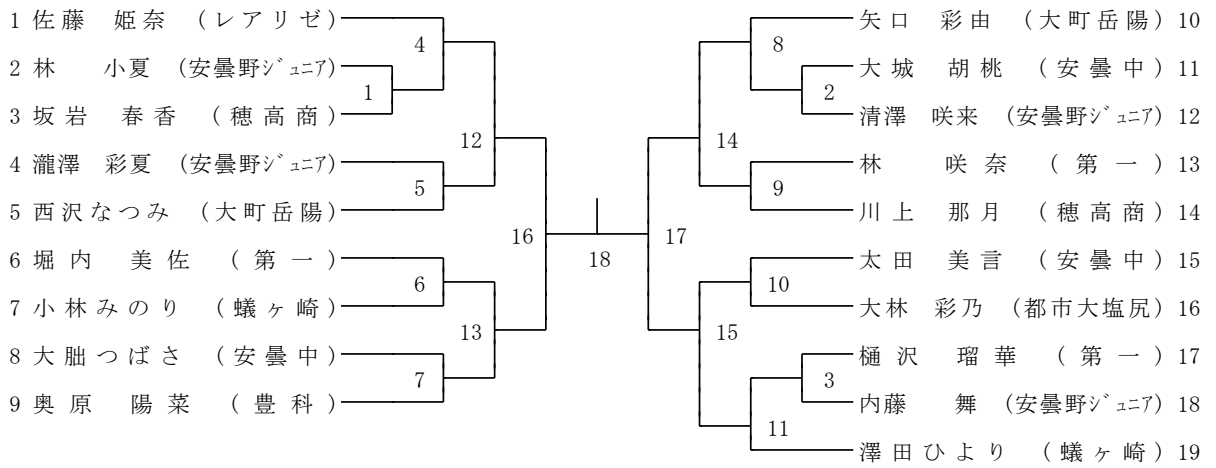 1 佐藤 姫奈 (レアリゼ)
2 林 小夏 (安曇野ジュニア)
3 坂岩 春香 (穂高商)
4 瀧澤 彩夏 (安曇野ジュニア)
5 西沢なつみ (大町岳陽)
6 堀内 美佐 (第一)
7 小林みのり (蟻ヶ崎)
8 大朏つばさ (安曇中)
9 奥原 陽菜 (豊科)
4
1
12
5
16
6
13
7
18
矢口 彩由 (大町岳陽) 10
大城 胡桃 (安曇中) 11
清澤 咲来 (安曇野ジュニア) 12
林 咲奈 (第一) 13
川上 那月 (穂高商) 14
太田 美言 (安曇中) 15
大林 彩乃 (都市大塩尻) 16
樋沢 瑠華 (第一) 17
内藤 舞 (安曇野ジュニア) 18
澤田ひより (蟻ヶ崎) 19
8
2
14
9
17
10
15
3
11